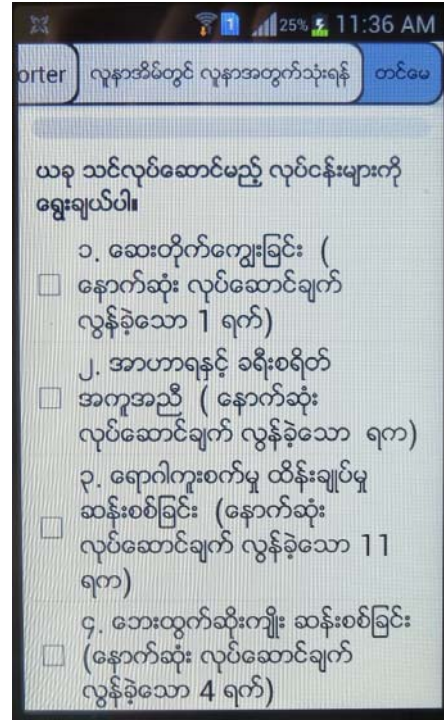 25% 11:36 AM
orter လူနာအိမ်တွင် လူနာအတွက်သုံးရန် တင်မေ
ယခု သင်လုပ်ဆောင်မည့် လုပ်ငန်းများကို
ရွေးချယ်ပါ။
၁. ဆေးတိုက်ကျွေးခြင်း (
နောက်ဆုံး လုပ်ဆောင်ချက်
လွန်ခဲ့သော 1 ရက်)
၂. အာဟာရနှင့် ခရီးစရိတ်
အကူအညီ ( နောက်ဆုံး
လုပ်ဆောင်ချက် လွန်ခဲ့သော ရက)
၃. ရောဂါကူးစက်မှု ထိန်းချုပ်မှု
ဆန်းစစ်ခြင်း (နောက်ဆုံး
လုပ်ဆောင်ချက် လွန်ခဲ့သော 11
ရက)
၄. ဘေးထွက်ဆိုးကျိုး ဆန်းစစ်ခြင်း
(နောက်ဆုံး လုပ်ဆောင်ချက်
လွန်ခဲ့သော 4 ရက်)